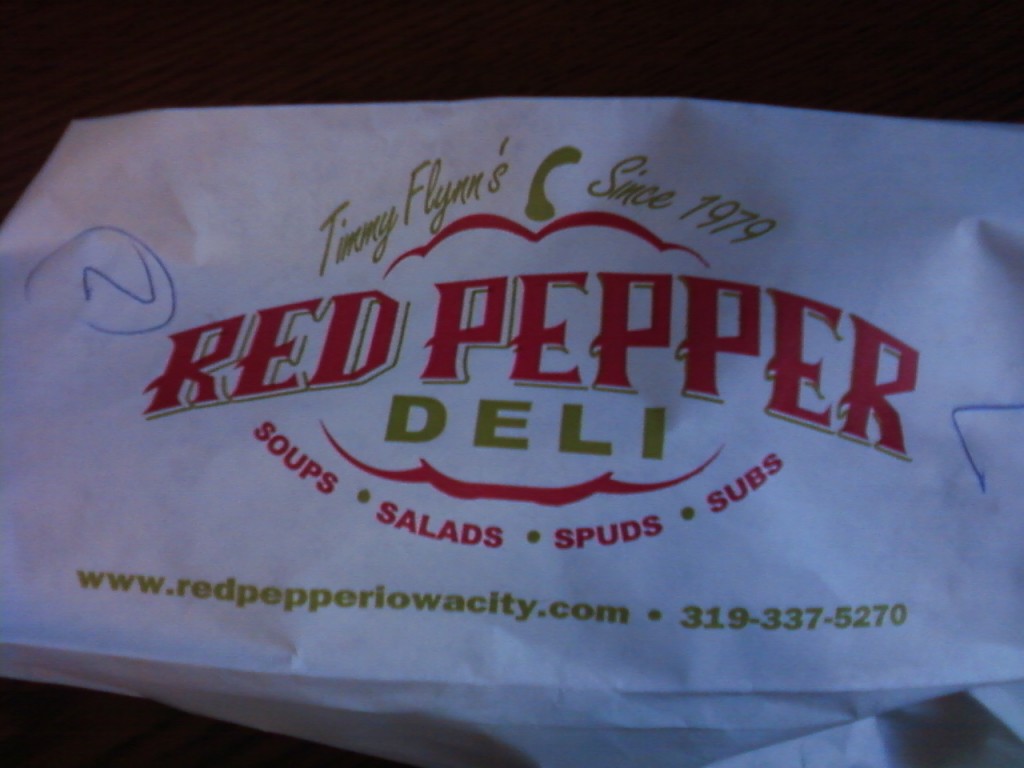 Timmy Flynn's Since 1979
RED PEPPER
DELI
SOUPS • SALADS • SPUDS • SUBS
www.redpepperiowacity.com • 319-337-5270